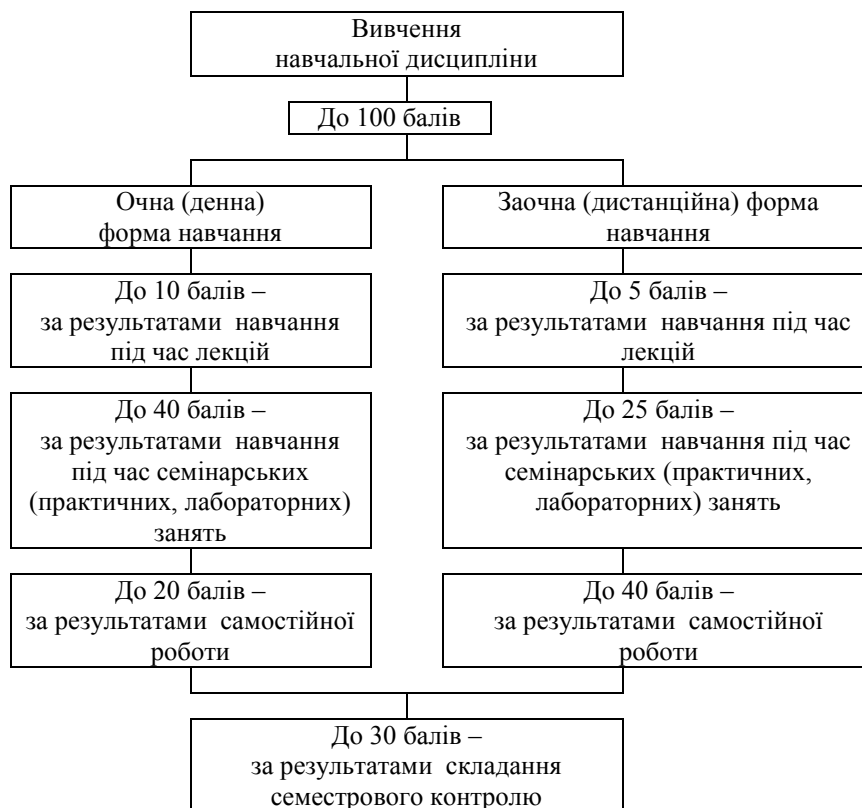 Вивчення
навчальної дисципліни
До 100 балів
Очна (денна)
форма навчання
Заочна (дистанційна) форма
навчання
До 10 балів –
за результатами навчання
під час лекцій
До 5 балів –
за результатами навчання під час
лекцій
До 40 балів –
за результатами навчання
під час семінарських
(практичних, лабораторних)
занять
До 25 балів –
за результатами навчання під час
семінарських (практичних,
лабораторних) занять
До 20 балів –
за результатами самостійної
роботи
До 40 балів –
за результатами самостійної
роботи
До 30 балів –
за результатами складання
семестрового контролю